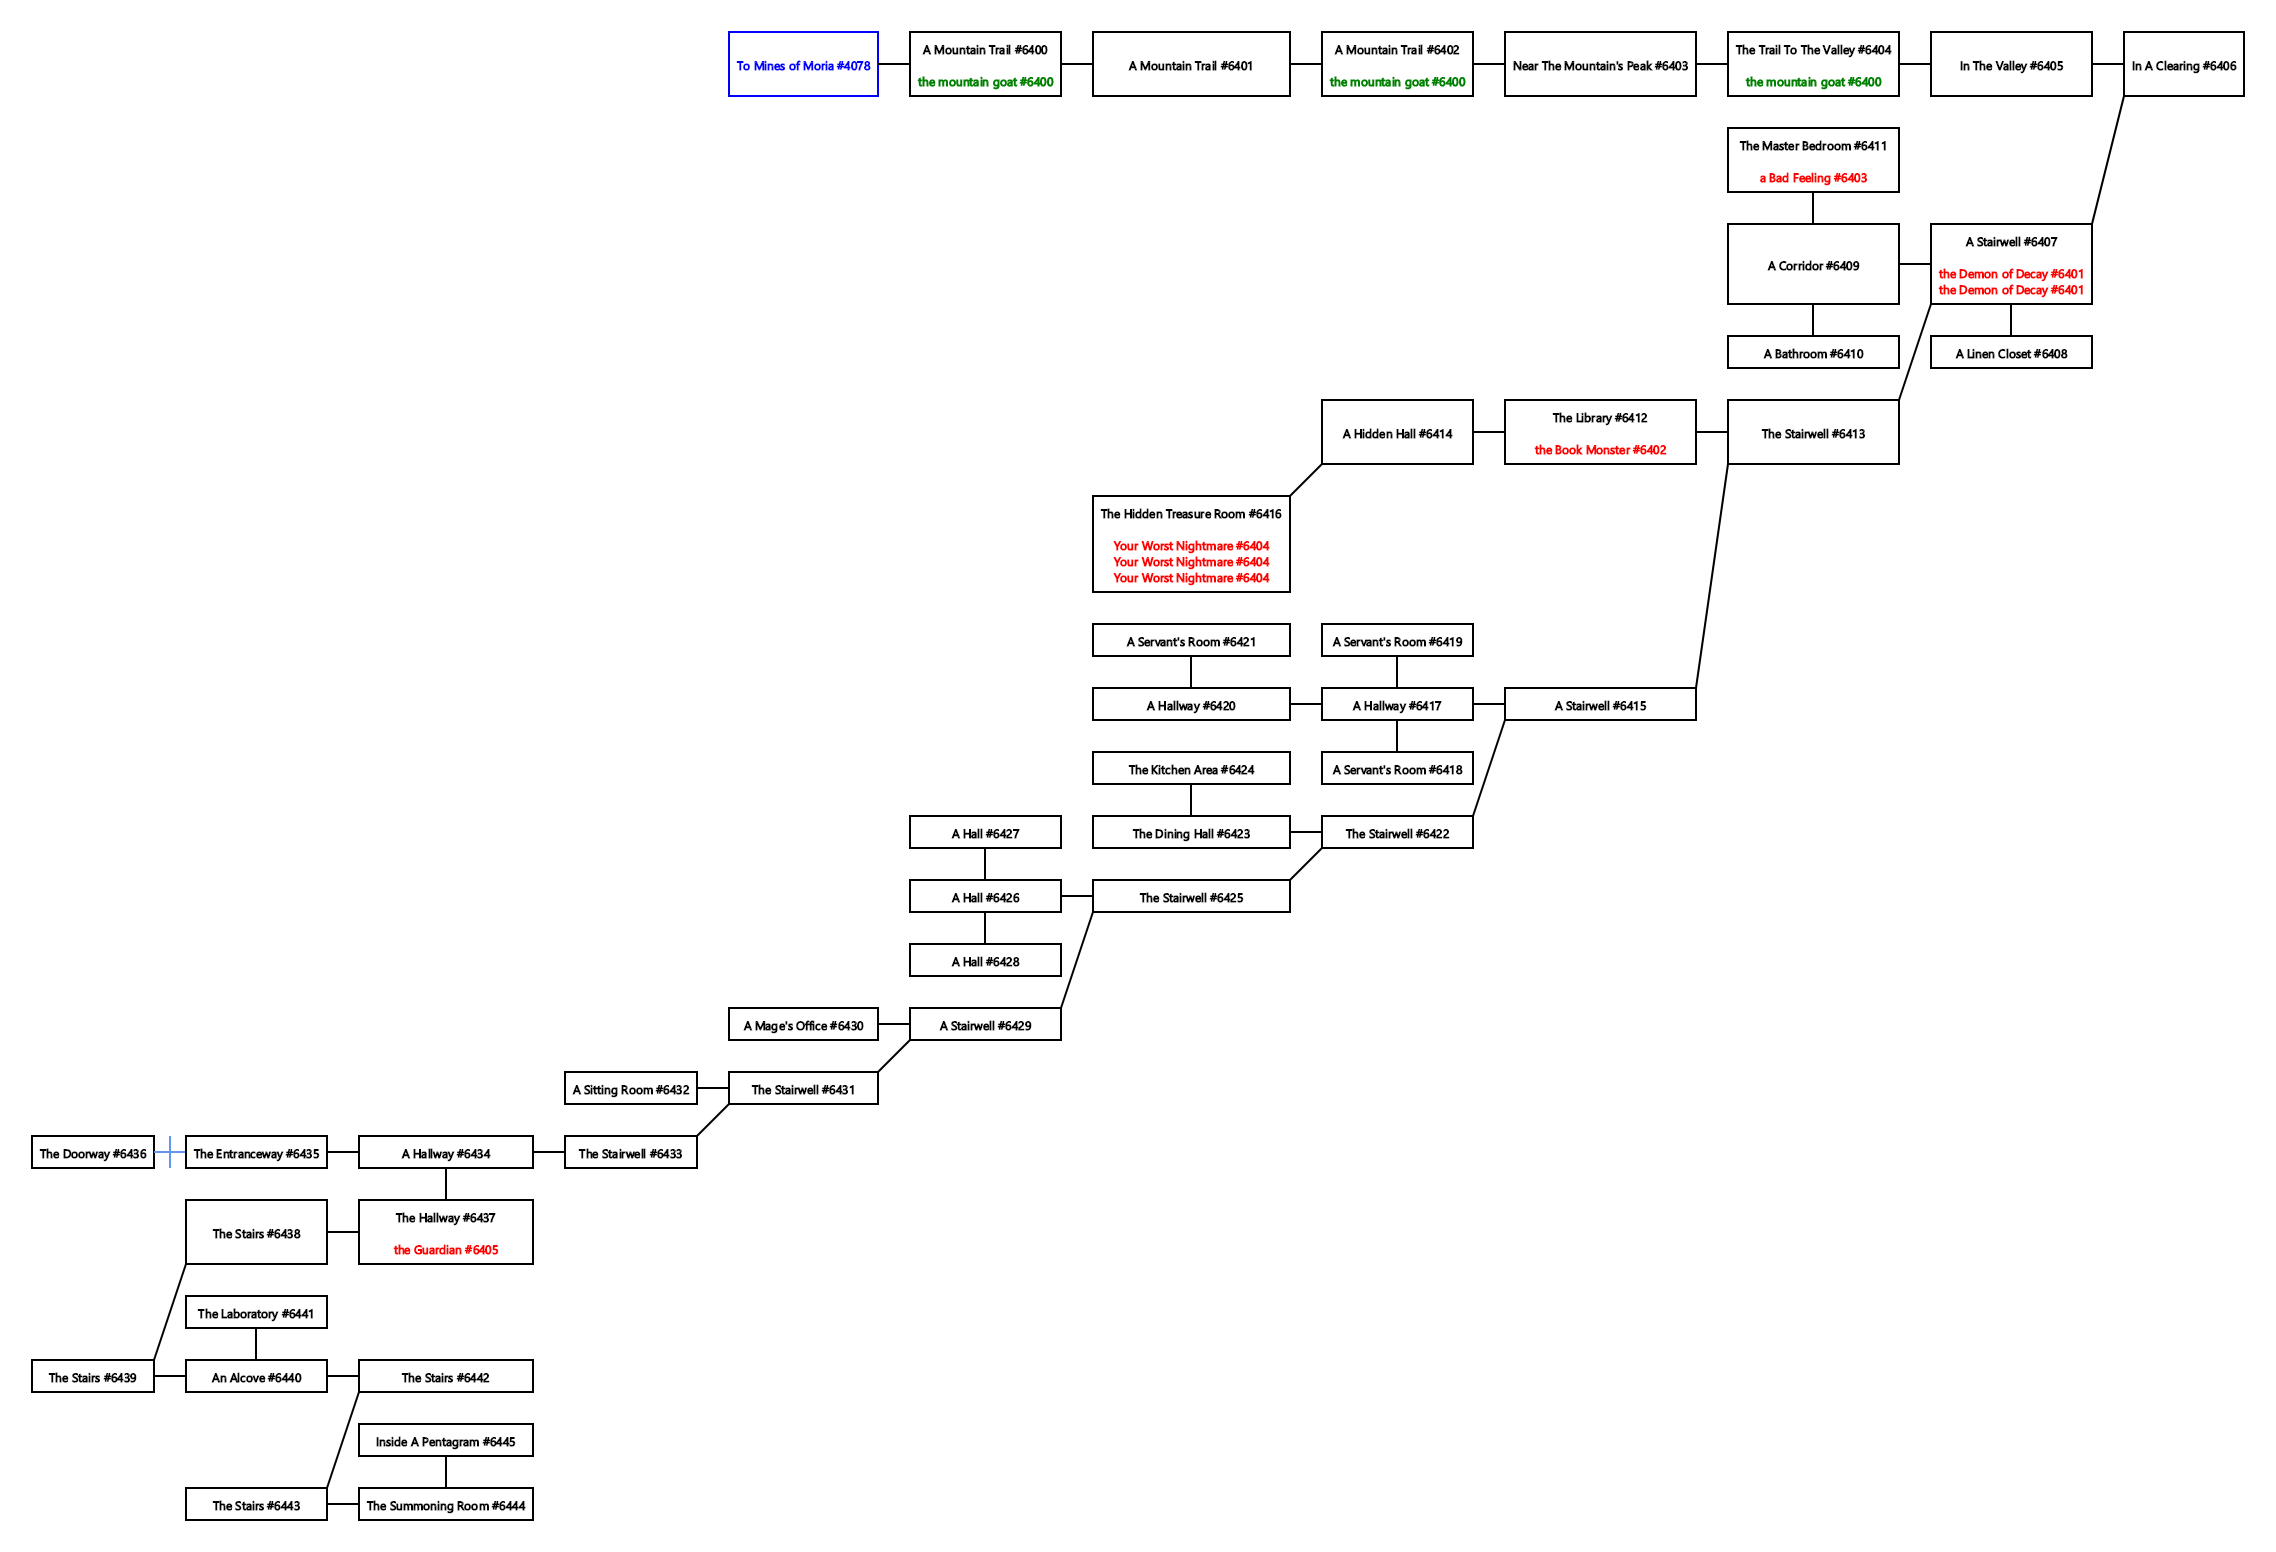 To Mines of Moria #4078
A Mountain Trail #6400
the mountain goat #6400
A Mountain Trail #6401
A Mountain Trail #6402
the mountain goat #6400
Near The Mountain's Peak #6403
The Trail To The Valley #6404
the mountain goat #6400
In The Valley #6405
In A Clearing #6406
The Master Bedroom #6411
a Bad Feeling #6403
A Corridor #6409
A Stairwell #6407
the Demon of Decay #6401
the Demon of Decay #6401
A Bathroom #6410
A Linen Closet #6408
A Hidden Hall #6414
The Library #6412
the Book Monster #6402
The Stairwell #6413
The Hidden Treasure Room #6416
Your Worst Nightmare #6404
Your Worst Nightmare #6404
Your Worst Nightmare #6404
A Servant's Room #6421
A Servant's Room #6419
A Hallway #6420
A Hallway #6417
A Stairwell #6415
The Kitchen Area #6424
A Servant's Room #6418
A Hall #6427
The Dining Hall #6423
The Stairwell #6422
A Hall #6426
The Stairwell #6425
A Hall #6428
A Mage's Office #6430
A Stairwell #6429
A Sitting Room #6432
The Stairwell #6431
The Doorway #6436
The Entranceway #6435
A Hallway #6434
The Stairwell #6433
The Stairs #6438
The Hallway #6437
the Guardian #6405
The Laboratory #6441
The Stairs #6439
An Alcove #6440
The Stairs #6442
Inside A Pentagram #6445
The Stairs #6443
The Summoning Room #6444